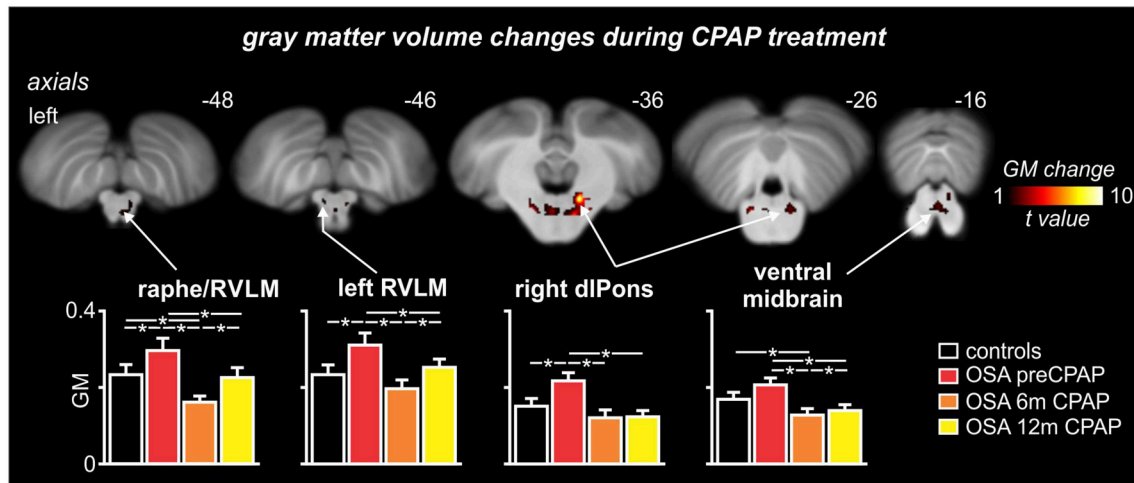 gray matter volume changes during CPAP treatment
axials
left
-48
-46
-36
-26
-16
GM change
1 10
t value
raphe/RVLM
left RVLM
right dlPons
ventral
midbrain
0.4
GM
0
* * * * *
* * * *
* * *
* * * *
controls
OSA preCPAP
OSA 6m CPAP
OSA 12m CPAP